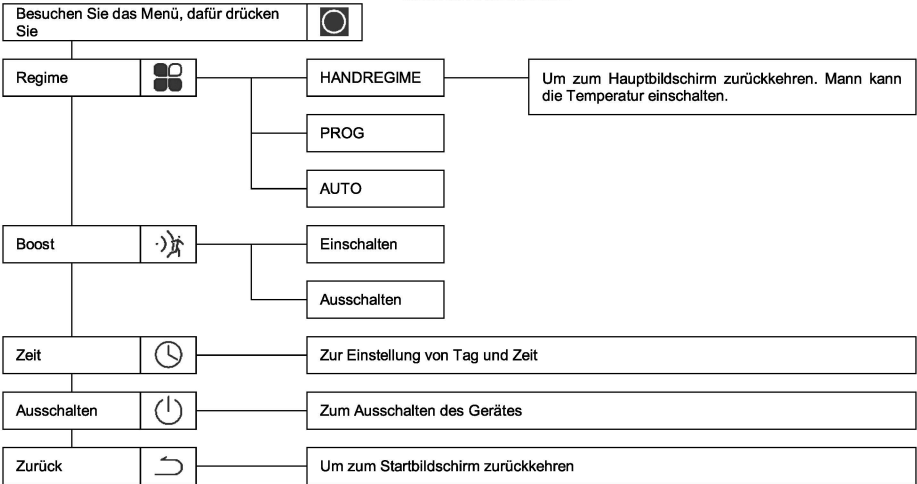 Besuchen Sie das Menü, dafür drücken
Sie
Regime
HANDREGIME
Um zum Hauptbildschirm zurückkehren. Mann kann
die Temperatur einschalten.
PROG
AUTO
Boost
Einschalten
Ausschalten
Zeit
Zur Einstellung von Tag und Zeit
Ausschalten
Zum Ausschalten des Gerätes
Zurück
Um zum Startbildschirm zurückkehren